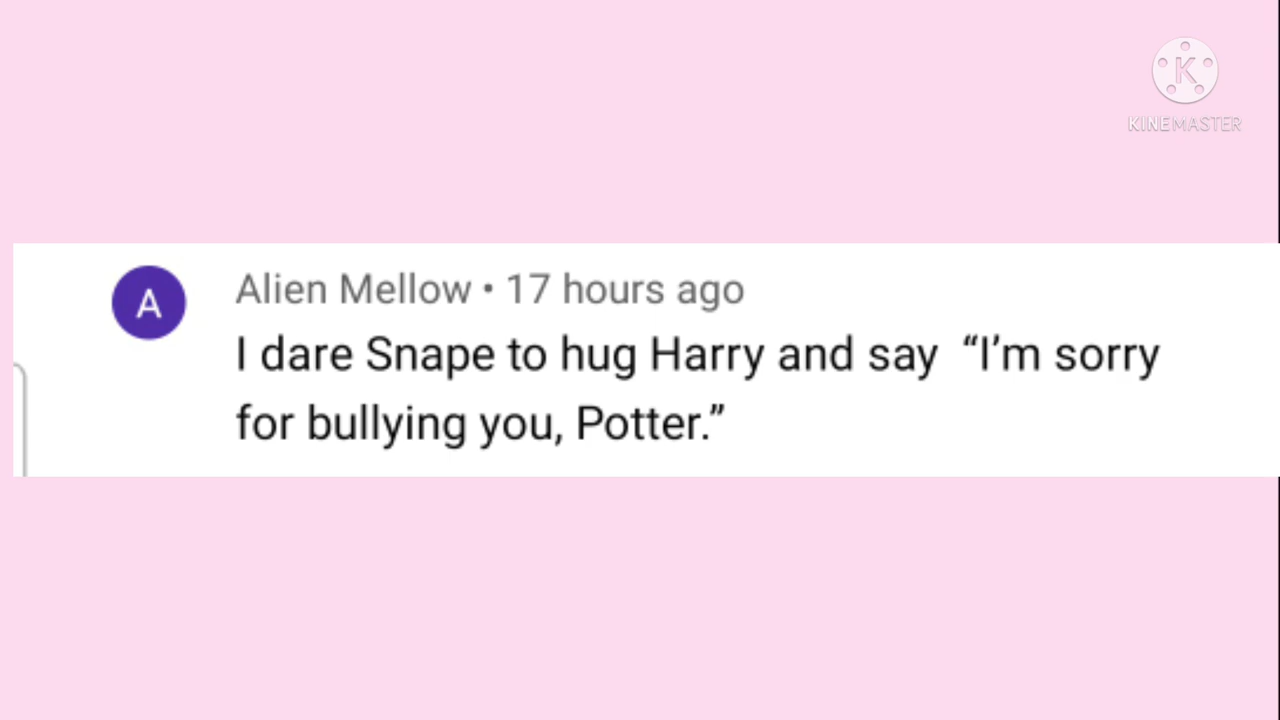 K
KINEMASTER
A
Alien Mellow • 17 hours ago
I dare Snape to hug Harry and say  “I’m sorry
for bullying you, Potter.”